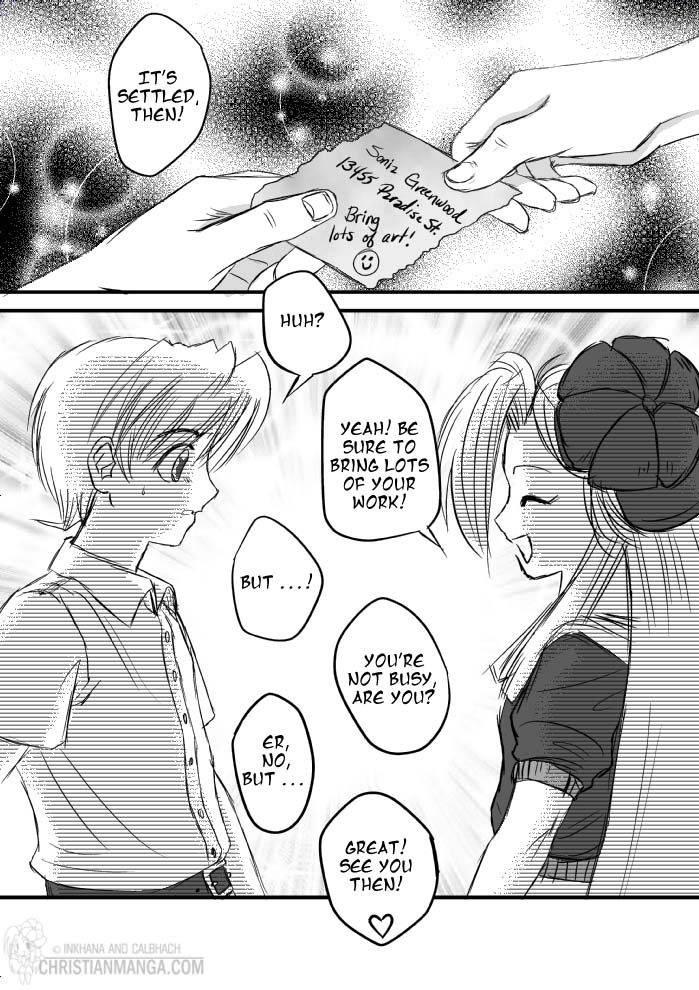 IT'S
SETTLED,
THEN!
Sonia Greenwood
13455 Paradise St.
Bring
lots of art!
HUH?
YEAH! BE
SURE TO
BRING LOTS
OF YOUR
WORK!
BUT ...!
YOU'RE
NOT BUSY,
ARE YOU?
ER,
NO,
BUT ...
GREAT!
SEE YOU
THEN!
© INKHANA AND CALBHACH
CHRISTIANMANGA.COM